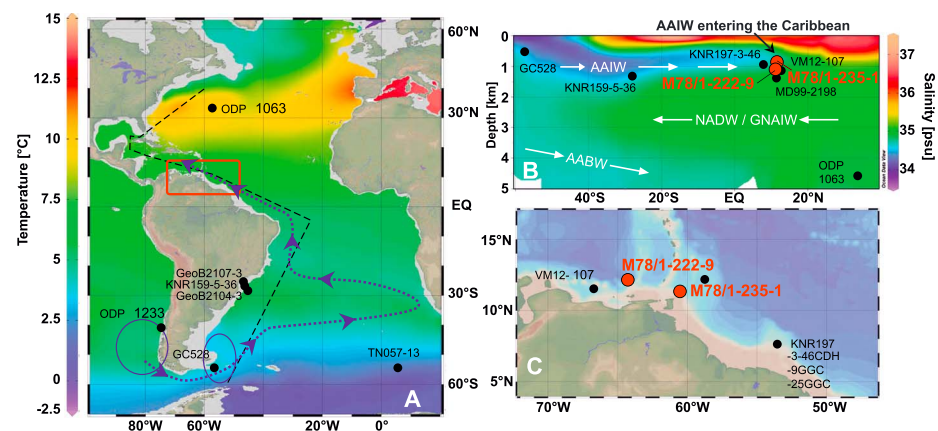 15
12.5
10
7.5
5
2.5
0
-2.5
Temperature [°C]
ODP 1063
GeoB2107-3
KNR159-5-36
GeoB2104-3
ODP 1233
GC528
TN057-13
A
60°N
30°N
EQ
30°S
60°S
80°W
60°W
0°
AAIW entering the Caribbean
0
1
2
3
4
5
Depth [km]
KNR197-3-46
VM12-107
GC528
AAIW
M78/1-235-1
KNR159-5-36
M78/1-222-9
MD99-2198
NADW / GNAIW
AABW
ODP
1063
B
40°S
20°S
EQ
20°N
Ocean Data View
37
36
35
34
Salinity [psu]
15°N
10°N
5°N
M78/1-222-9
VM12- 107
M78/1-235-1
KNR197
-3-46CDH
-9GGC
-25GGC
C
70°W
60°W
50°W